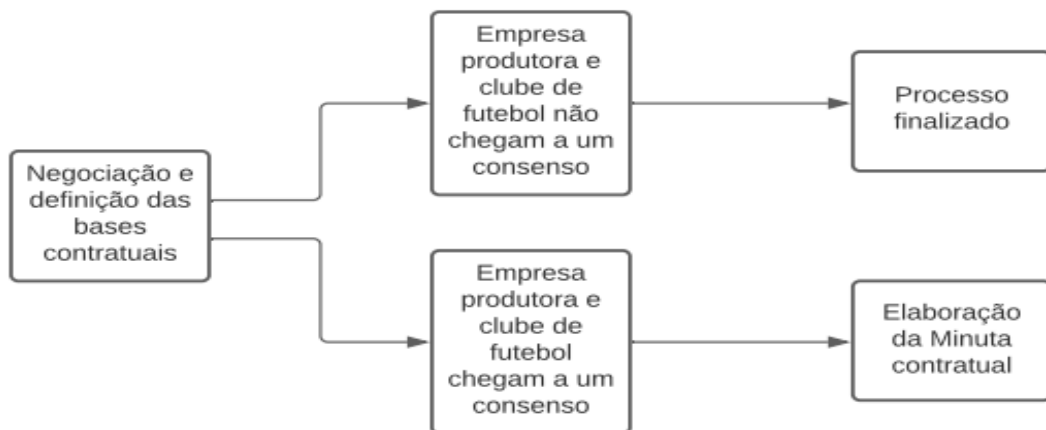 Negociação e
definição das
bases
contratuais
Empresa
produtora e
clube de
futebol não
chegam a um
consenso
Processo
finalizado
Empresa
produtora e
clube de
futebol
chegam a um
consenso
Elaboração
da Minuta
contratual